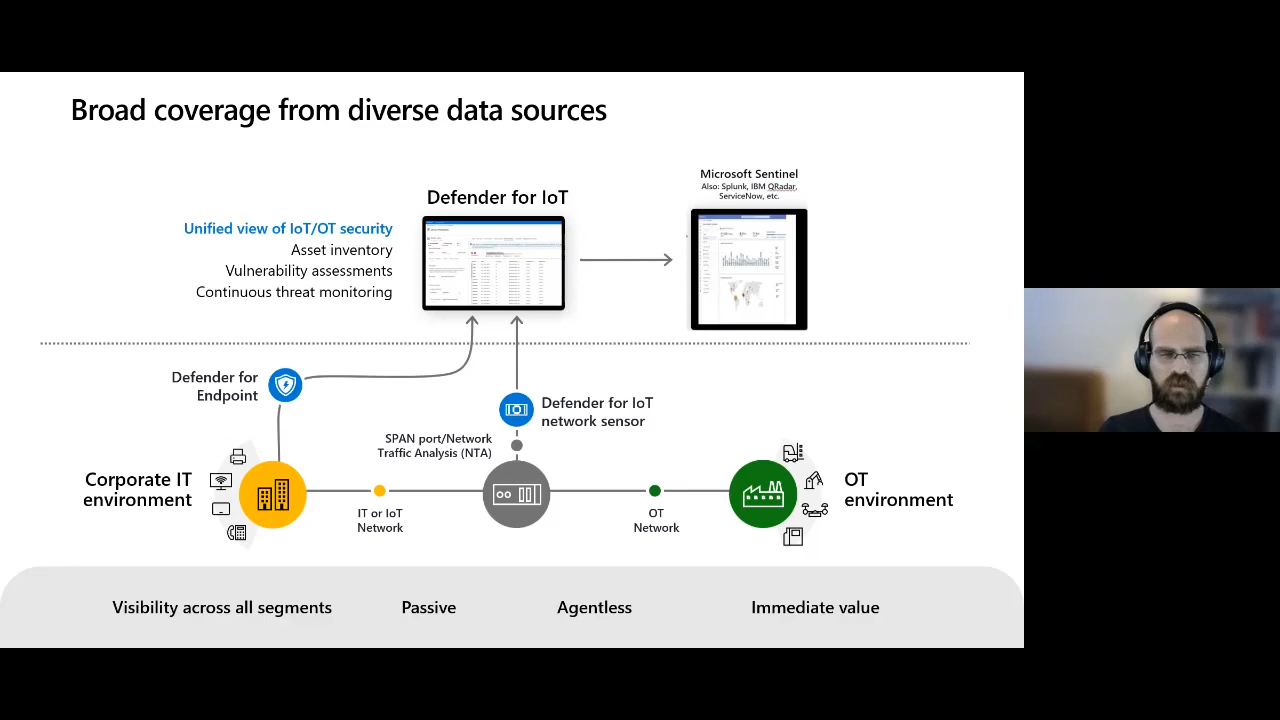 Broad coverage from diverse data sources
Microsoft Sentinel
Also: Splunk, IBM QRadar,
ServiceNow, etc.
Defender for IoT
Unified view of IoT/OT security
Asset inventory
Vulnerability assessments
Continuous threat monitoring
Defender for
Endpoint
Defender for IoT
network sensor
SPAN port/Network
Traffic Analysis (NTA)
Corporate IT
environment
OT
environment
IT or IoT
Network
OT
Network
Visibility across all segments
Passive
Agentless
Immediate value